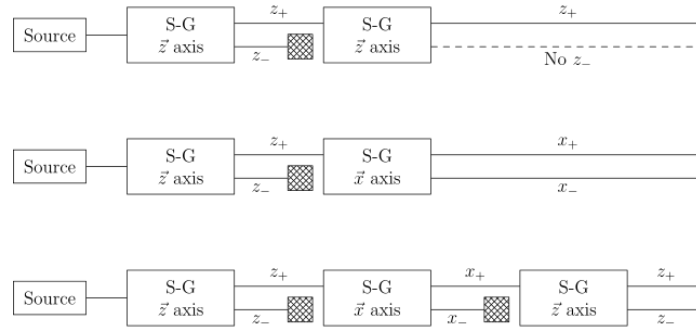 z₊ z₊
Source S-G z⃗ axis S-G z⃗ axis
z₋ No z₋
z₊ x₊
Source S-G z⃗ axis S-G x⃗ axis
z₋ x₋
z₊ x₊ z₊
Source S-G z⃗ axis S-G x⃗ axis S-G z⃗ axis
z₋ x₋ z₋